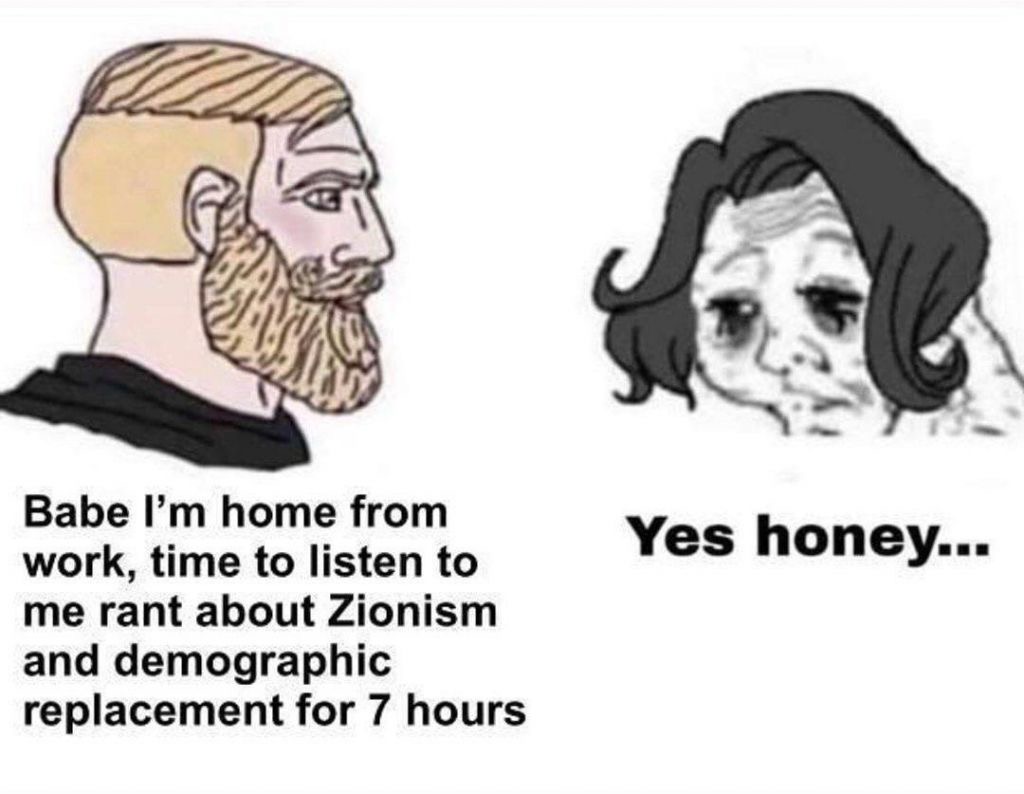 Babe I’m home from
work, time to listen to
me rant about Zionism
and demographic
replacement for 7 hours
Yes honey...